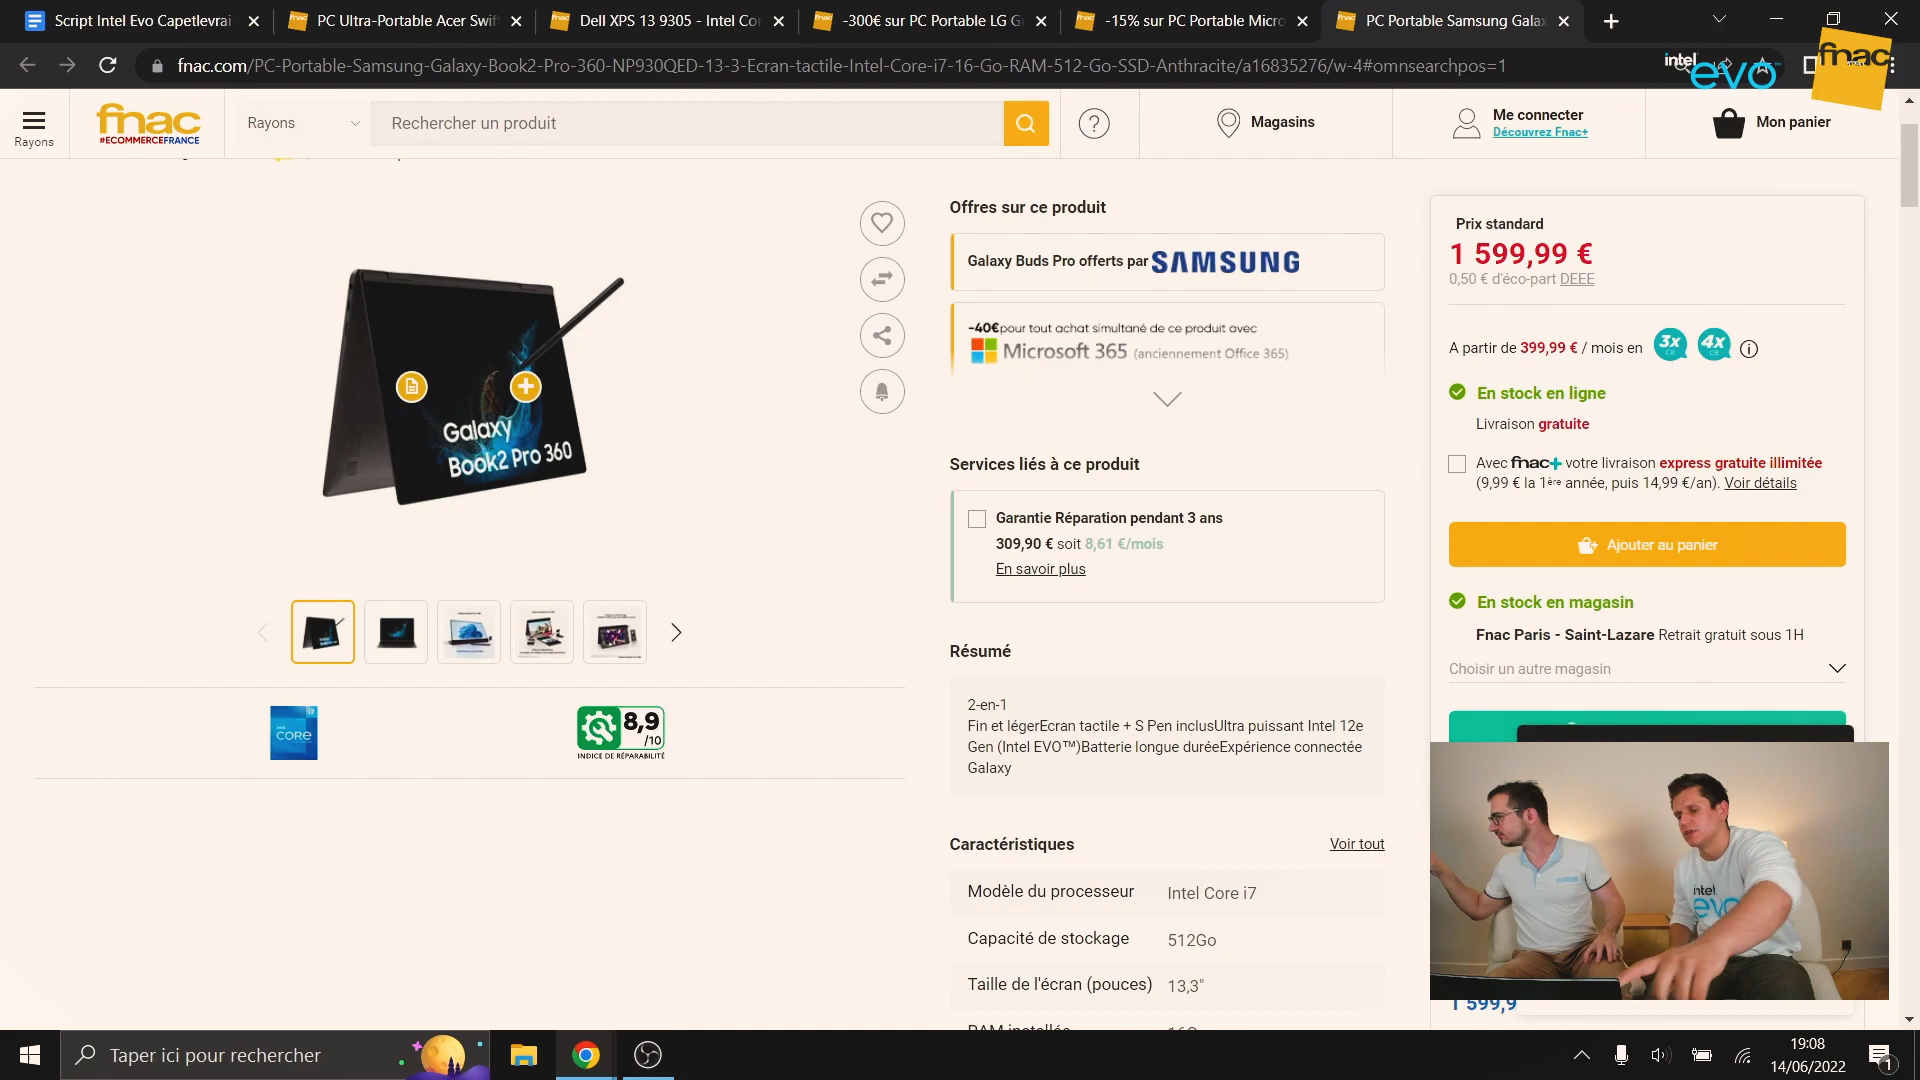 Script Intel Evo Capetlevrai
PC Ultra-Portable Acer Swif
Dell XPS 13 9305 - Intel Cor
-300€ sur PC Portable LG Gr
-15% sur PC Portable Micro
PC Portable Samsung Galax
fnac.com/PC-Portable-Samsung-Galaxy-Book2-Pro-360-NP930QED-13-3-Ecran-tactile-Intel-Core-i7-16-Go-RAM-512-Go-SSD-Anthracite/a16835276/w-4#omnsearchpos=1
intel evo
fnac
Rayons
fnac
#ECOMMERCEFRANCE
Rayons
Rechercher un produit
?
Magasins
Me connecter
Découvrez Fnac+
Mon panier
Galaxy
Book2 Pro 360
intel CORE i7
8,9 /10
INDICE DE RÉPARABILITÉ
Offres sur ce produit
Galaxy Buds Pro offerts par SAMSUNG
-40€ pour tout achat simultané de ce produit avec
Microsoft 365 (anciennement Office 365)
Services liés à ce produit
Garantie Réparation pendant 3 ans
309,90 € soit 8,61 €/mois
En savoir plus
Résumé
2-en-1
Fin et légerEcran tactile + S Pen inclusUltra puissant Intel 12e
Gen (Intel EVO™)Batterie longue duréeExpérience connectée
Galaxy
Caractéristiques
Voir tout
Modèle du processeur Intel Core i7
Capacité de stockage 512Go
Taille de l'écran (pouces) 13,3"
Prix standard
1 599,99 €
0,50 € d'éco-part DEEE
A partir de 399,99 € / mois en 3x CB 4x CB
En stock en ligne
Livraison gratuite
Avec fnac+ votre livraison express gratuite illimitée
(9,99 € la 1ère année, puis 14,99 €/an). Voir détails
Ajouter au panier
En stock en magasin
Fnac Paris - Saint-Lazare Retrait gratuit sous 1H
Choisir un autre magasin
intel
evo
1 599,9
Taper ici pour rechercher
19:08
14/06/2022
1